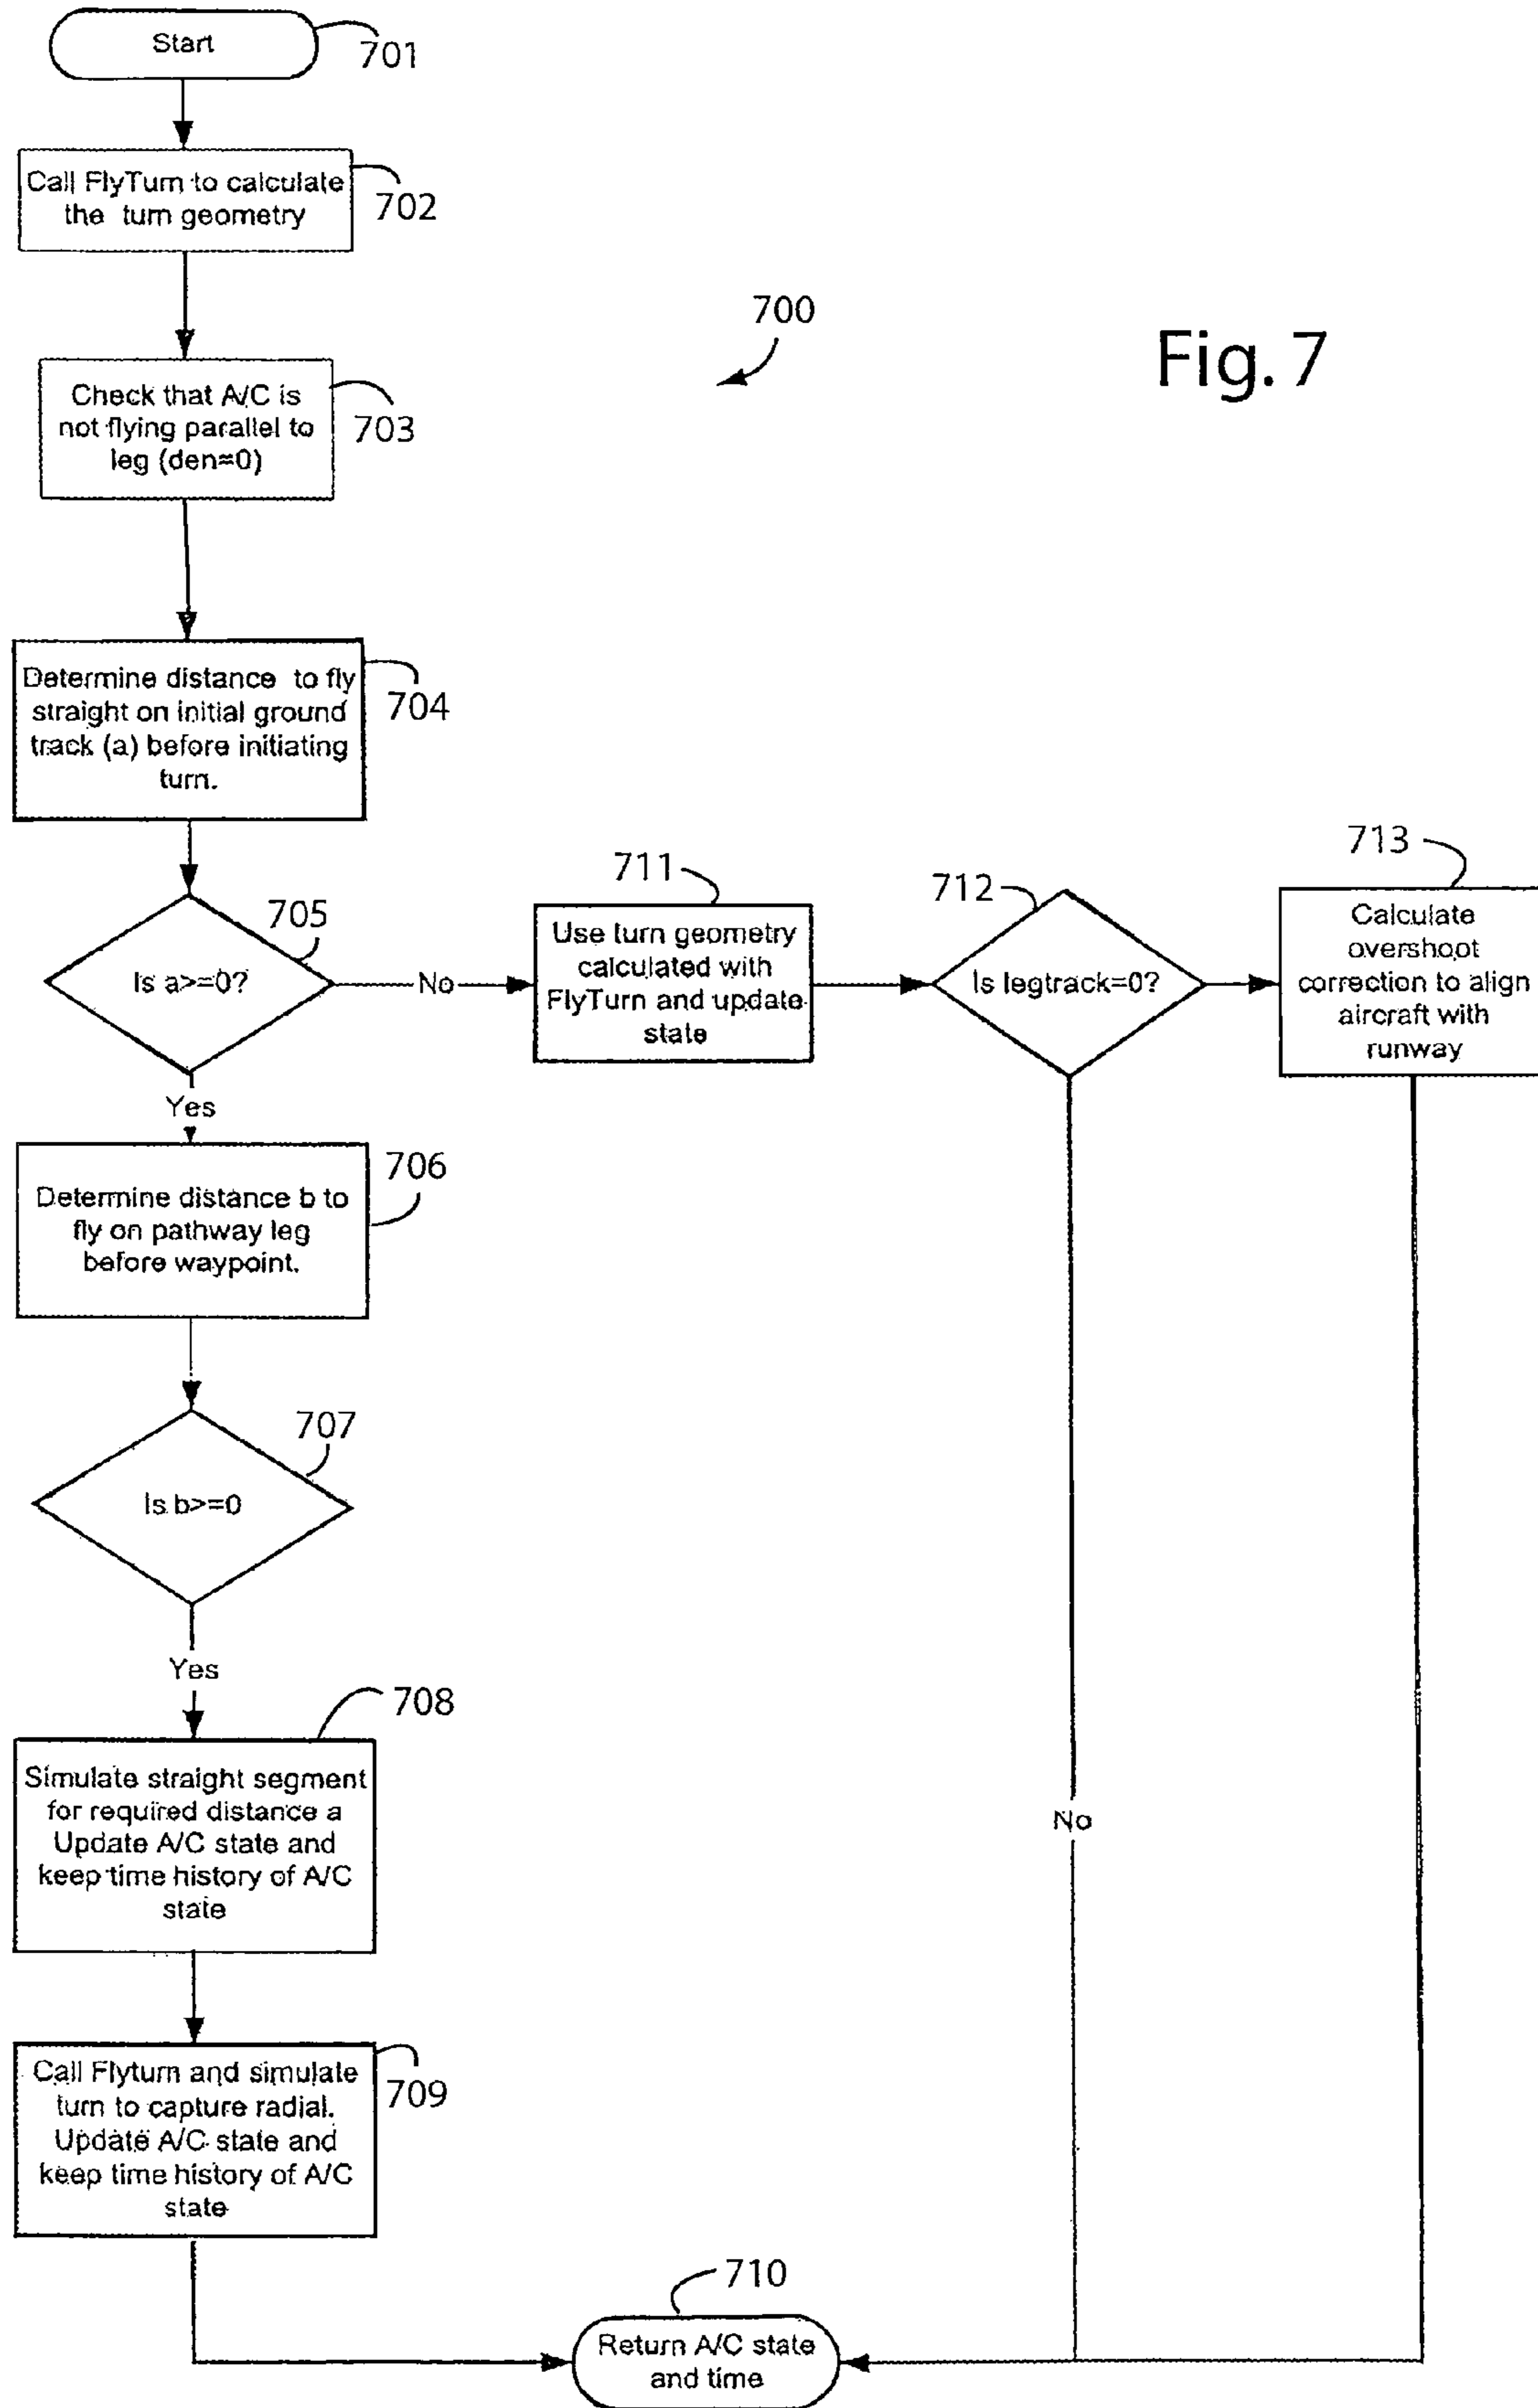 Start
701
Call FlyTurn to calculate
the turn geometry
702
700
Fig. 7
Check that A/C is
not flying parallel to
leg (den=0)
703
Determine distance to fly
straight on initial ground
track (a) before initiating
turn.
704
705
Is a>=0?
No
Yes
711
Use turn geometry
calculated with
FlyTurn and update
state
712
Is legtrack=0?
713
Calculate
overshoot
correction to align
aircraft with
runway
706
Determine distance b to
fly on pathway leg
before waypoint.
707
Is b>=0
Yes
No
708
Simulate straight segment
for required distance a
Update A/C state and
keep time history of A/C
state
709
Call Flyturn and simulate
turn to capture radial.
Update A/C state and
keep time history of A/C
state
710
Return A/C state
and time